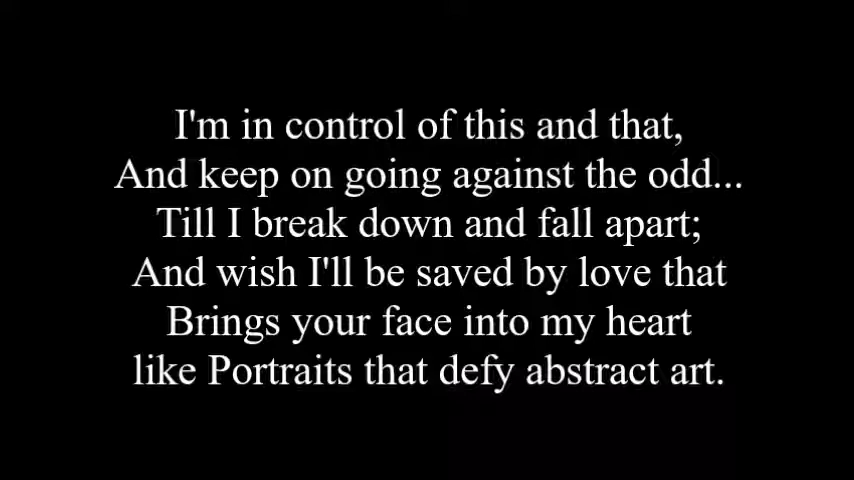 I'm in control of this and that,
And keep on going against the odd...
Till I break down and fall apart;
And wish I'll be saved by love that
Brings your face into my heart
like Portraits that defy abstract art.